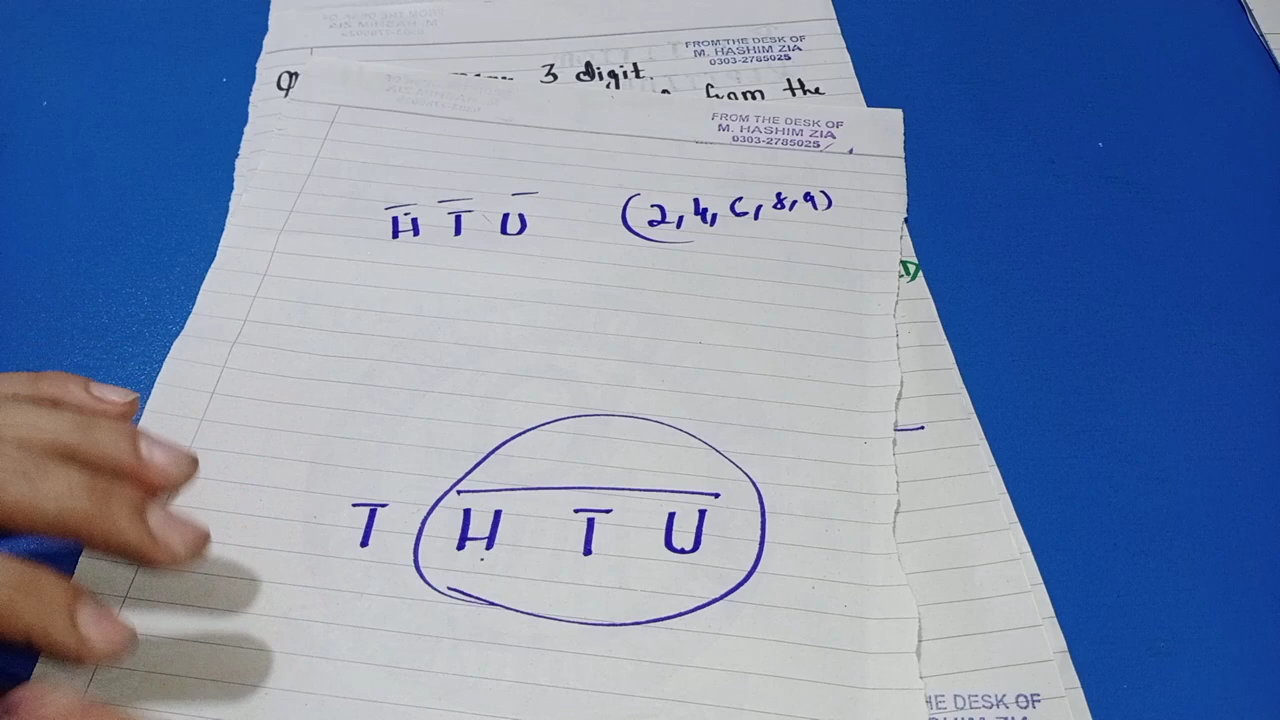 FROM THE DESK OF
M. HASHIM ZIA
0303-2785025
3 digit.
from the
FROM THE DESK OF
M. HASHIM ZIA
0303-2785025
H T U (2,4,6,8,9)
T H T U
HE DESK OF